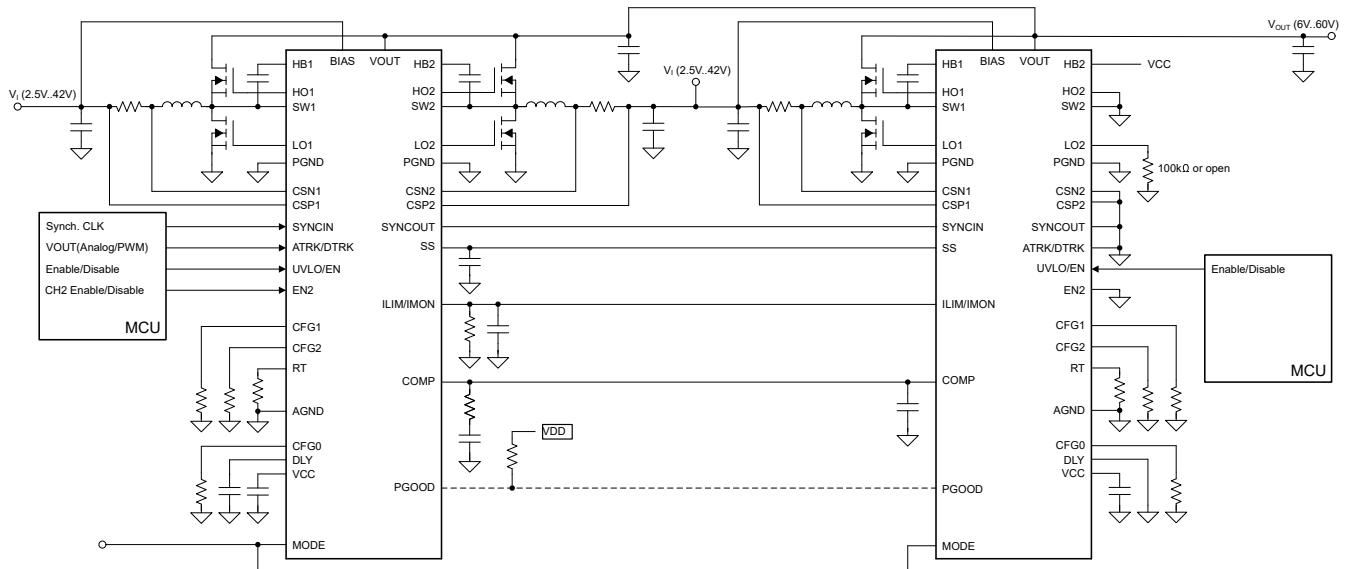 V_OUT (6V..60V)
HB1
BIAS
VOUT
HB2
HO1
HO2
V_I (2.5V..42V)
SW1
SW2
LO1
LO2
PGND
PGND
CSN1
CSN2
CSP1
CSP2
V_I (2.5V..42V)
HB1
BIAS
VOUT
HB2
VCC
HO1
HO2
SW1
SW2
LO1
LO2
PGND
PGND
100kΩ or open
CSN1
CSN2
CSP1
CSP2
Synch. CLK
VOUT(Analog/PWM)
Enable/Disable
CH2 Enable/Disable
MCU
SYNCIN
SYNCOUT
ATRK/DTRK
SS
UVLO/EN
EN2
ILIM/IMON
CFG1
CFG2
RT
COMP
AGND
CFG0
DLY
VCC
PGOOD
MODE
VDD
SYNCIN
SYNCOUT
SS
ATRK/DTRK
UVLO/EN
EN2
ILIM/IMON
CFG1
CFG2
RT
COMP
AGND
CFG0
DLY
VCC
PGOOD
MODE
Enable/Disable
MCU